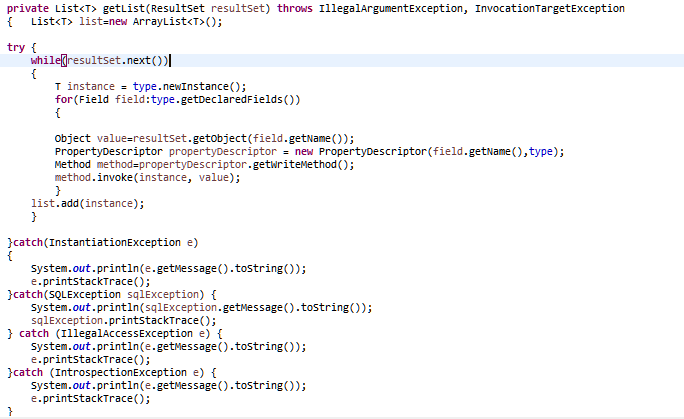 private List<T> getList(ResultSet resultSet) throws IllegalArgumentException, InvocationTargetException
{   List<T> list=new ArrayList<T>();

try {
    while(resultSet.next())
    {
        T instance = type.newInstance();
        for(Field field:type.getDeclaredFields())
        {

        Object value=resultSet.getObject(field.getName());
        PropertyDescriptor propertyDescriptor = new PropertyDescriptor(field.getName(),type);
        Method method=propertyDescriptor.getWriteMethod();
        method.invoke(instance, value);
        }
    list.add(instance);
    }

}catch(InstantiationException e)
{
    System.out.println(e.getMessage().toString());
    e.printStackTrace();
}catch(SQLException sqlException) {
    System.out.println(sqlException.getMessage().toString());
    sqlException.printStackTrace();
} catch (IllegalAccessException e) {
    System.out.println(e.getMessage().toString());
    e.printStackTrace();
}catch (IntrospectionException e) {
    System.out.println(e.getMessage().toString());
    e.printStackTrace();
}